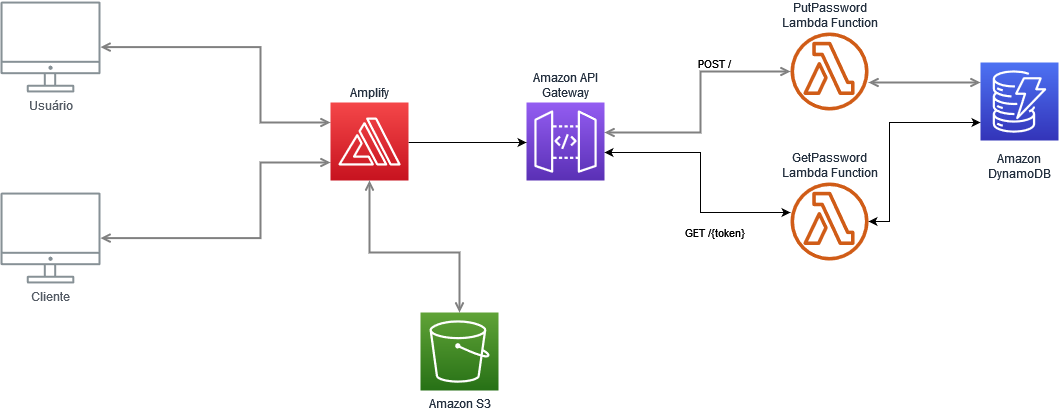 PutPassword
Lambda Function
POST /
Usuário
Amplify
Amazon API
Gateway
GetPassword
Lambda Function
Amazon
DynamoDB
GET /{token}
Cliente
Amazon S3